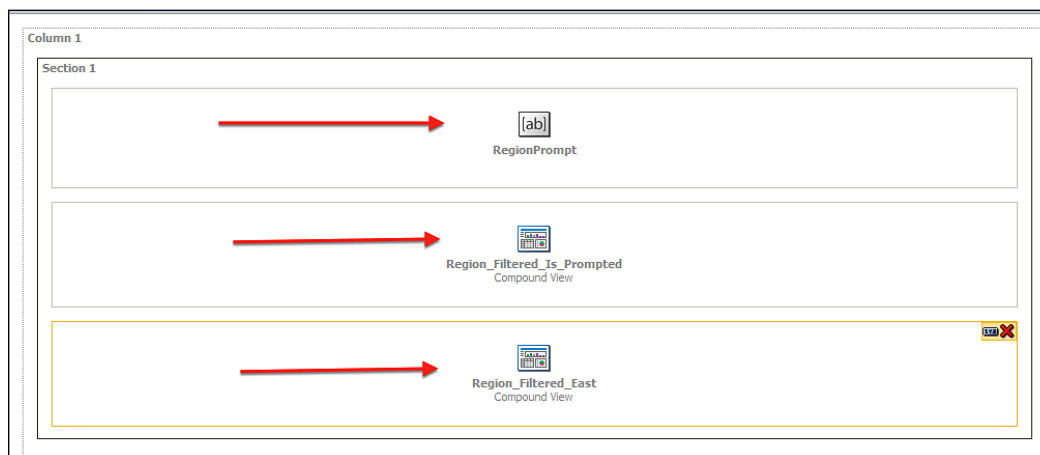 Column 1
Section 1
[ab]
RegionPrompt
Region_Filtered_Is_Prompted
Compound View
Region_Filtered_East
Compound View